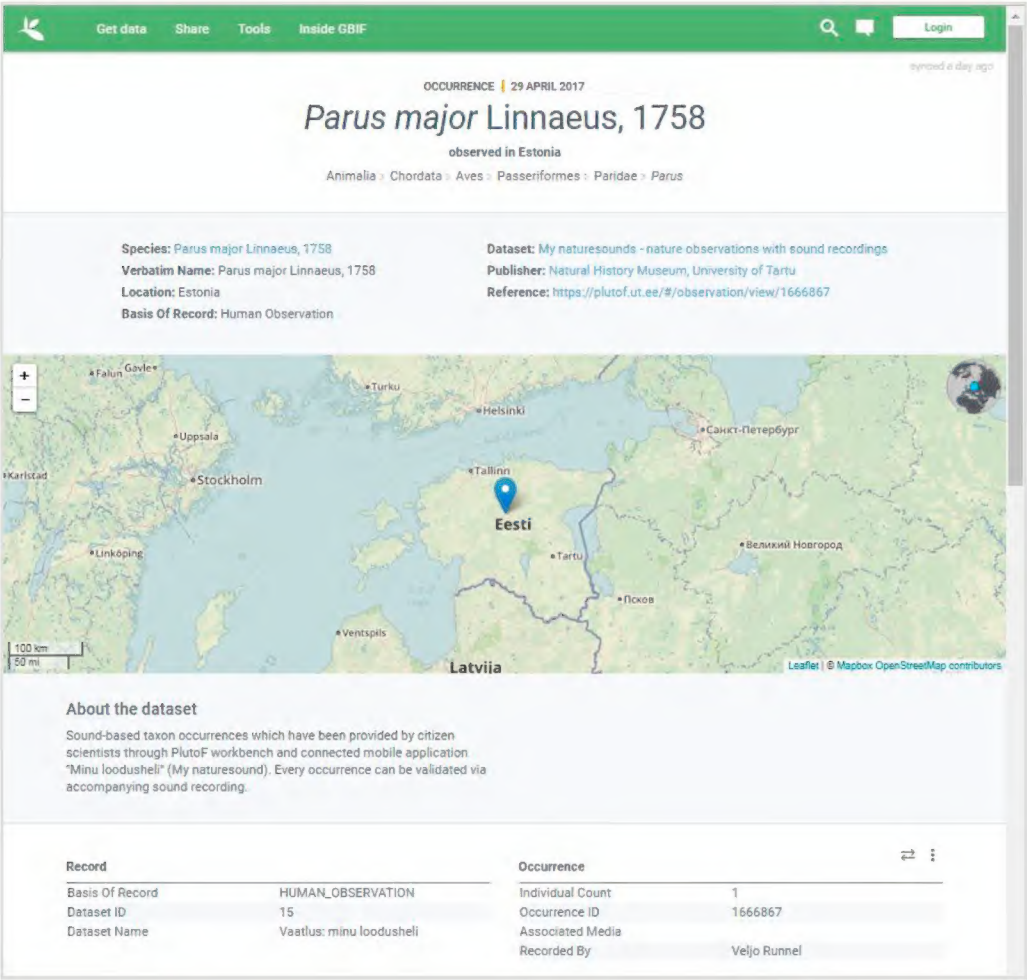 Get data Share Tools Inside GBIF Login
synced a day ago
OCCURRENCE | 29 APRIL 2017
Parus major Linnaeus, 1758
observed in Estonia
Animalia > Chordata > Aves > Passeriformes > Paridae > Parus
Species: Parus major Linnaeus, 1758
Verbatim Name: Parus major Linnaeus, 1758
Location: Estonia
Basis Of Record: Human Observation
Dataset: My naturesounds - nature observations with sound recordings
Publisher: Natural History Museum, University of Tartu
Reference: https://plutof.ut.ee/#/observation/view/1666867
+
−
Falun
Gavle
Turku
Helsinki
Uppsala
Санкт-Петербург
Karlstad
Stockholm
Tallinn
Eesti
Linköping
Tartu
Великий Новгород
Псков
Ventspils
100 km
50 mi
Latvija
Leaflet | © Mapbox OpenStreetMap contributors
About the dataset
Sound-based taxon occurrences which have been provided by citizen
scientists through PlutoF workbench and connected mobile application
"Minu loodusheli" (My naturesound). Every occurrence can be validated via
accompanying sound recording.
Record
Basis Of Record HUMAN_OBSERVATION
Dataset ID 15
Dataset Name Vaatlus: minu loodusheli
Occurrence
Individual Count 1
Occurrence ID 1666867
Associated Media
Recorded By Veljo Runnel